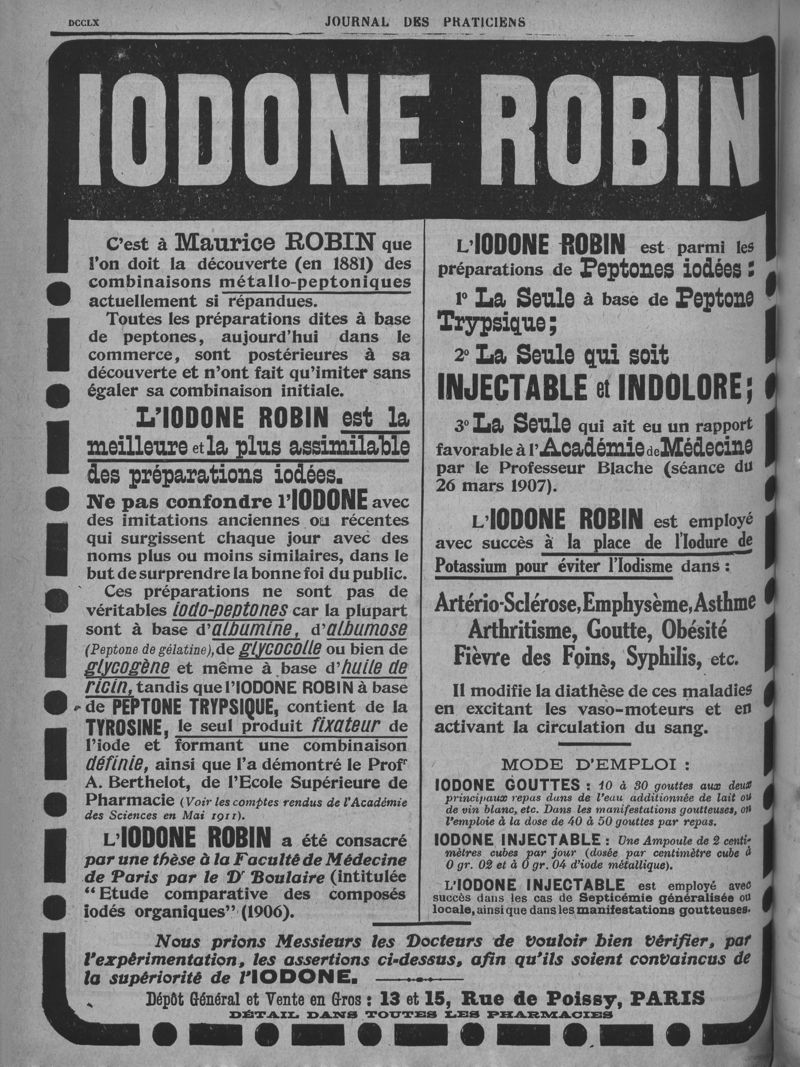 DCCLX
JOURNAL DES PRATICIENS
IODONE ROBIN
C'est à Maurice ROBIN que
l'on doit la découverte (en 1881) des
combinaisons métallo-peptoniques
actuellement si répandues.
Toutes les préparations dites à base
de peptones, aujourd'hui dans le
commerce, sont postérieures à sa
découverte et n'ont fait qu'imiter sans
égaler sa combinaison initiale.
L'IODONE ROBIN est la
meilleure et la plus assimilable
des préparations iodées.
Ne pas confondre l'IODONE avec
des imitations anciennes ou récentes
qui surgissent chaque jour avec des
noms plus ou moins similaires, dans le
but de surprendre la bonne foi du public.
Ces préparations ne sont pas de
véritables iodo-peptones car la plupart
sont à base d'albumine, d'albumose
(Peptone de gélatine), de glycocolle ou bien de
glycogène et même à base d'huile de
ricin, tandis que l'IODONE ROBIN à base
de PEPTONE TRYPSIQUE, contient de la
TYROSINE, le seul produit fixateur de
l'iode et formant une combinaison
définie, ainsi que l'a démontré le Profr
A. Berthelot, de l'Ecole Supérieure de
Pharmacie (Voir les comptes rendus de l'Académie
des Sciences en Mai 1911).
L'IODONE ROBIN a été consacré
par une thèse à la Faculté de Médecine
de Paris par le Dr Boulaire (intitulée
"Etude comparative des composés
iodés organiques" (1906).
L'IODONE ROBIN est parmi les
préparations de Peptones iodées :
1° La Seule à base de Peptone
Trypsique;
2° La Seule qui soit
INJECTABLE et INDOLORE;
3° La Seule qui ait eu un rapport
favorable à l'Académie de Médecine
par le Professeur Blache (séance du
26 mars 1907).
L'IODONE ROBIN est employé
avec succès à la place de l'Iodure de
Potassium pour éviter l'Iodisme dans :
Artério-Sclérose, Emphysème, Asthme
Arthritisme, Goutte, Obésité
Fièvre des Foins, Syphilis, etc.
Il modifie la diathèse de ces maladies
en excitant les vaso-moteurs et en
activant la circulation du sang.
MODE D'EMPLOI :
IODONE GOUTTES : 10 à 30 gouttes aux deux
principaux repas dans de l'eau additionnée de lait ou
de vin blanc, etc. Dans les manifestations goutteuses, on
l'emploie à la dose de 40 à 50 gouttes par repas.
IODONE INJECTABLE : Une Ampoule de 2 centi-
mètres cubes par jour (dosée par centimètre cube à
0 gr. 02 et à 0 gr. 04 d'iode métallique).
L'IODONE INJECTABLE est employé avec
succès dans les cas de Septicémie généralisée ou
locale, ainsi que dans les manifestations goutteuses.
Nous prions Messieurs les Docteurs de vouloir bien vérifier, par
l'expérimentation, les assertions ci-dessus, afin qu'ils soient convaincus de
la supériorité de l'IODONE.
Dépôt Général et Vente en Gros : 13 et 15, Rue de Poissy, PARIS
DÉTAIL DANS TOUTES LES PHARMACIES